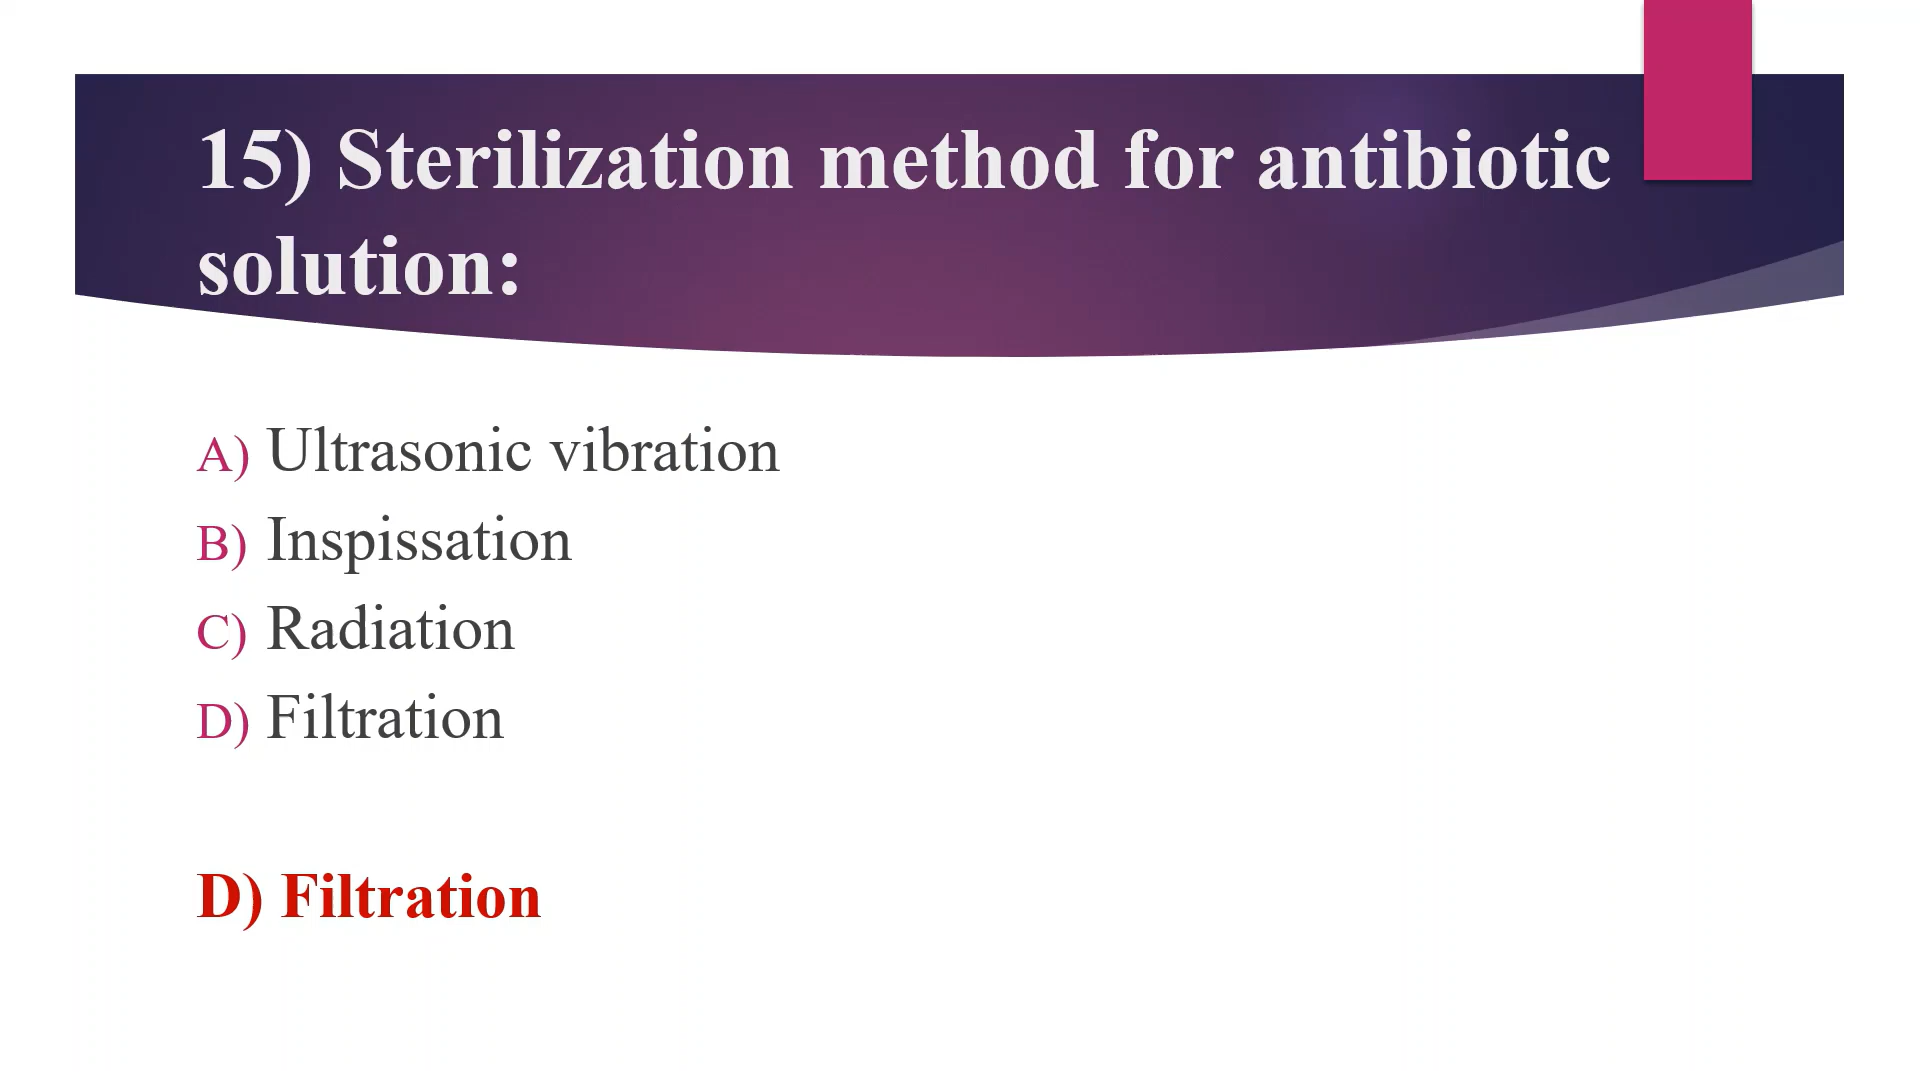 15) Sterilization method for antibiotic
solution:
A) Ultrasonic vibration
B) Inspissation
C) Radiation
D) Filtration
D) Filtration